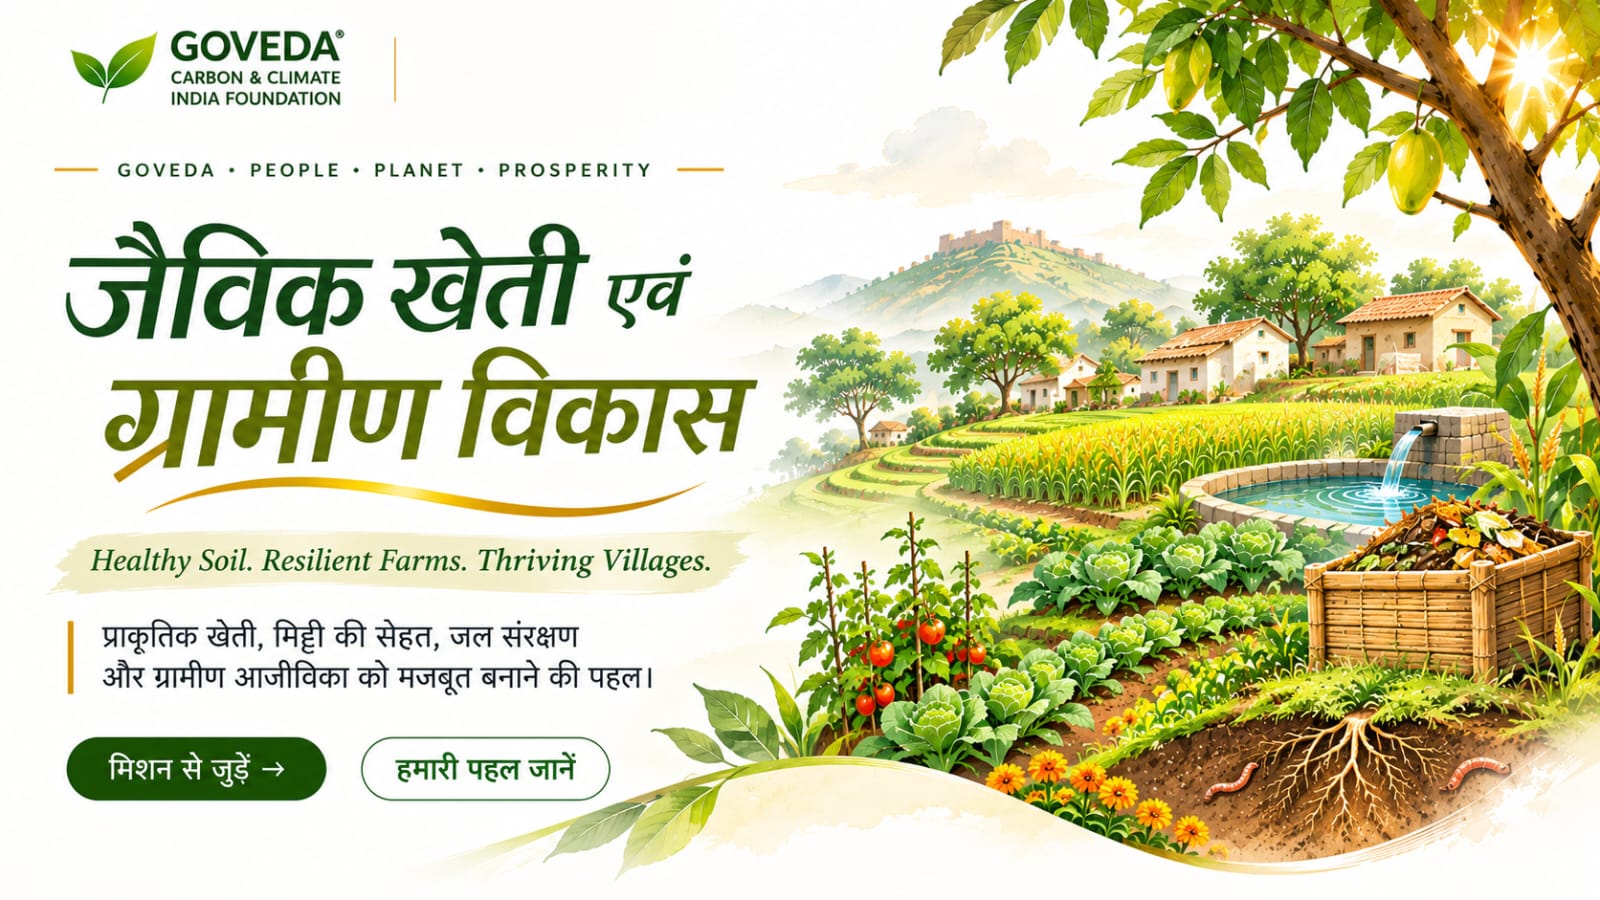 GOVEDA®
CARBON & CLIMATE
INDIA FOUNDATION
GOVEDA • PEOPLE • PLANET • PROSPERITY
जैविक खेती एवं
ग्रामीण विकास
Healthy Soil. Resilient Farms. Thriving Villages.
प्राकृतिक खेती, मिट्टी की सेहत, जल संरक्षण
और ग्रामीण आजीविका को मजबूत बनाने की पहल।
मिशन से जुड़ें →
हमारी पहल जानें